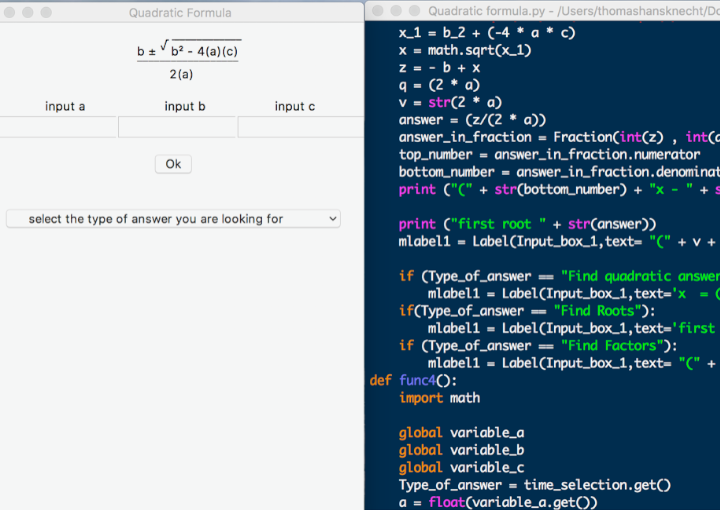 Quadratic Formula
b ± √ b² - 4(a)(c)
2(a)
input a input b input c
Ok
select the type of answer you are looking for
Quadratic formula.py - /Users/thomashansknecht/Do
x_1 = b_2 + (-4 * a * c)
x = math.sqrt(x_1)
z = - b + x
q = (2 * a)
v = str(2 * a)
answer = (z/(2 * a))
answer_in_fraction = Fraction(int(z) , int(
top_number = answer_in_fraction.numerator
bottom_number = answer_in_fraction.denominat
print ("(" + str(bottom_number) + "x - " + s
print ("first root " + str(answer))
mlabel1 = Label(Input_box_1,text= "(" + v +
if (Type_of_answer == "Find quadratic answer
mlabel1 = Label(Input_box_1,text='x  = (
if(Type_of_answer == "Find Roots"):
mlabel1 = Label(Input_box_1,text='first
if (Type_of_answer == "Find Factors"):
mlabel1 = Label(Input_box_1,text= "(" +
def func4():
import math
global variable_a
global variable_b
global variable_c
Type_of_answer = time_selection.get()
a = float(variable_a.get())